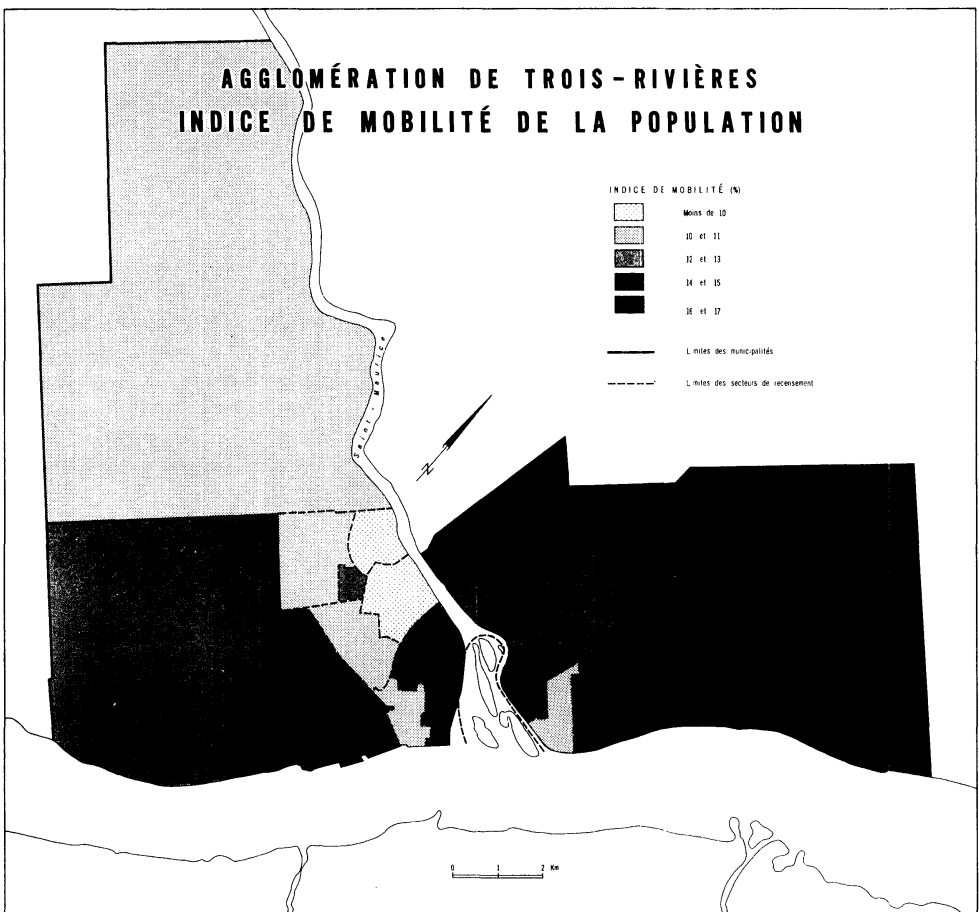 AGGLOMÉRATION DE TROIS-RIVIÈRES
INDICE DE MOBILITÉ DE LA POPULATION
INDICE DE MOBILITÉ (%)
Moins de 10
10 et 11
12 et 13
14 et 15
16 et 17
Limites des municipalités
Limites des secteurs de recensement
Saint-Maurice
N
0 1 2 Km